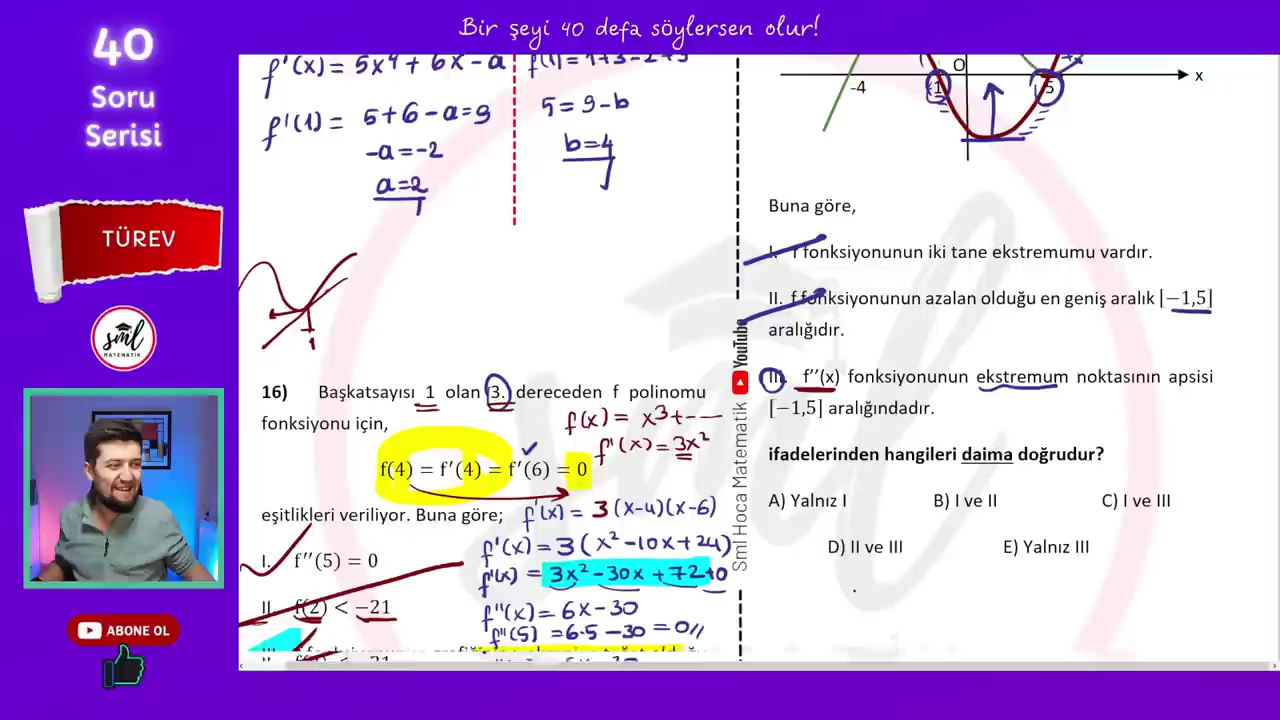 Bir şeyi 40 defa söylersen olur!
40
Soru
Serisi
TÜREV
sml
MATEMATİK
ABONE OL
f'(x) = 5x⁴ + 6x - a
f'(1) = 5 + 6 - a = 9
-a = -2
a = 2
5 = 9 - b
b = 4
1
16) Başkatsayısı 1 olan 3. dereceden f polinomu
fonksiyonu için,
f(x) = x³ + ---
f'(x) = 3x²
f(4) = f′(4) = f′(6) = 0
eşitlikleri veriliyor. Buna göre;
f'(x) = 3 (x-4)(x-6)
f'(x) = 3 (x² - 10x + 24)
f'(x) = 3x² - 30x + 72 + 0
f''(x) = 6x - 30
f''(5) = 6.5 - 30 = 0 //
I. f′′(5) = 0
II. f(2) < −21
Sml Hoca Matematik YouTube
O
-4
-1
5
x
Buna göre,
I. f fonksiyonunun iki tane ekstremumu vardır.
II. f fonksiyonunun azalan olduğu en geniş aralık [−1,5]
aralığıdır.
III. f′′(x) fonksiyonunun ekstremum noktasının apsisi
[−1,5] aralığındadır.
ifadelerinden hangileri daima doğrudur?
A) Yalnız I B) I ve II C) I ve III
D) II ve III E) Yalnız III